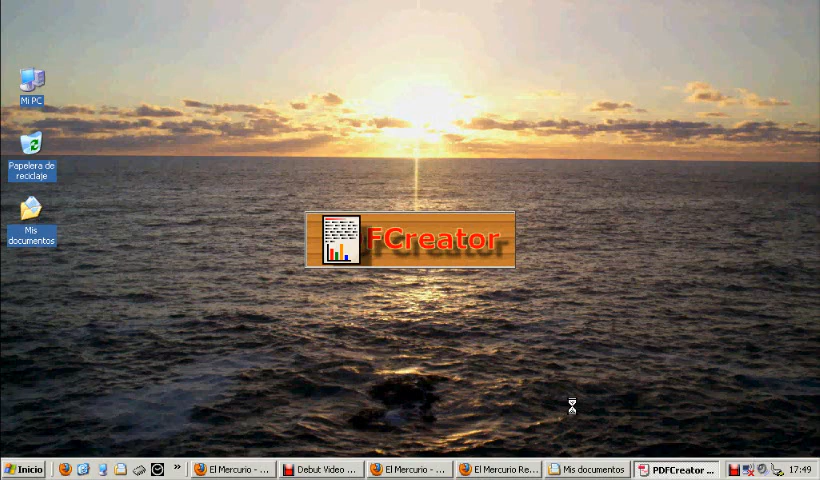 Mi PC
Papelera de
reciclaje
Mis
documentos
FCreator
Inicio
»
El Mercurio - ...
Debut Video ...
El Mercurio - ...
El Mercurio Re...
Mis documentos
PDFCreator ...
17:49